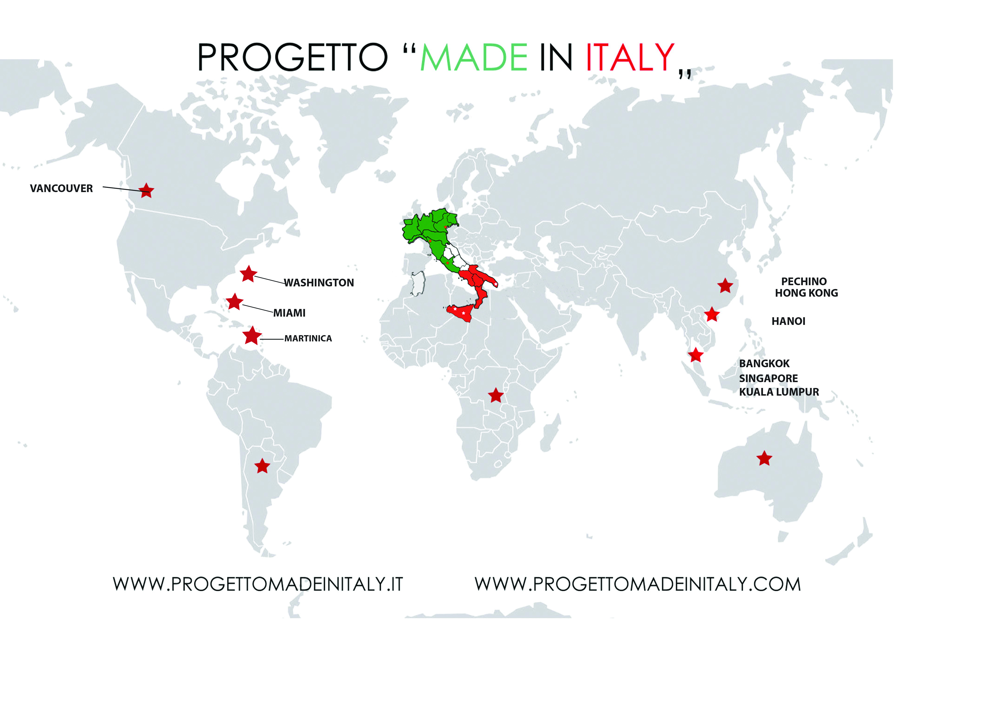 PROGETTO “MADE IN ITALY„
VANCOUVER
WASHINGTON
MIAMI
MARTINICA
PECHINO
HONG KONG
HANOI
BANGKOK
SINGAPORE
KUALA LUMPUR
WWW.PROGETTOMADEINITALY.IT
WWW.PROGETTOMADEINITALY.COM